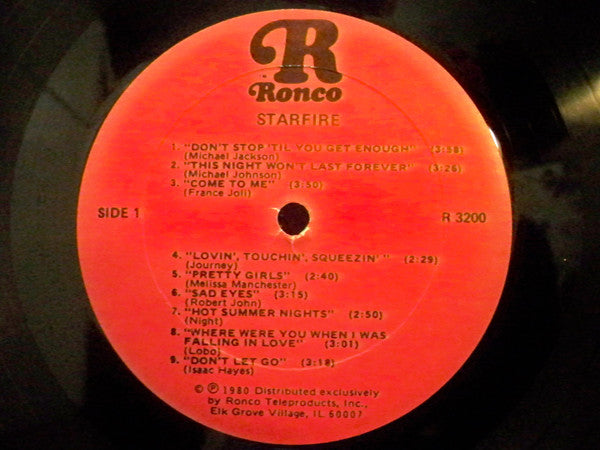 R
Ronco
STARFIRE
1. "DON'T STOP 'TIL YOU GET ENOUGH" (3:58)
(Michael Jackson)
2. "THIS NIGHT WON'T LAST FOREVER" (3:26)
(Michael Johnson)
3. "COME TO ME" (3:50)
(France Joli)
SIDE 1
R 3200
4. "LOVIN', TOUCHIN', SQUEEZIN'" (2:29)
(Journey)
5. "PRETTY GIRLS" (2:40)
(Melissa Manchester)
6. "SAD EYES" (3:15)
(Robert John)
7. "HOT SUMMER NIGHTS" (2:50)
(Night)
8. "WHERE WERE YOU WHEN I WAS
FALLING IN LOVE" (3:01)
(Lobo)
9. "DON'T LET GO" (3:18)
(Isaac Hayes)
© ℗ 1980 Distributed exclusively
by Ronco Teleproducts, Inc.,
Elk Grove Village, IL 60007